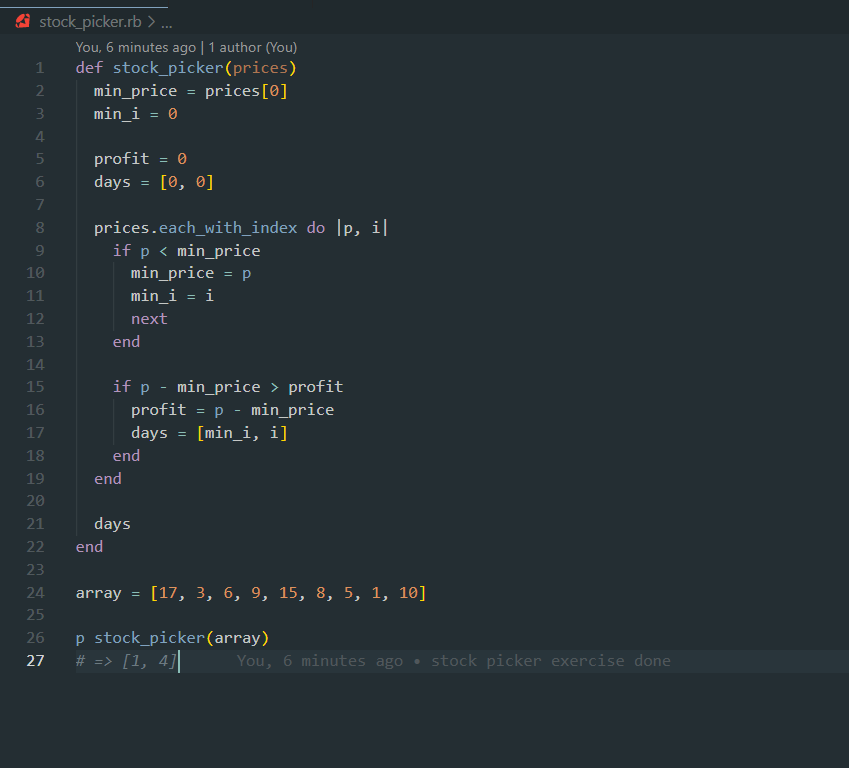 stock_picker.rb > ...
You, 6 minutes ago | 1 author (You)
1 def stock_picker(prices)
2   min_price = prices[0]
3   min_i = 0
4
5   profit = 0
6   days = [0, 0]
7
8   prices.each_with_index do |p, i|
9     if p < min_price
10       min_price = p
11       min_i = i
12       next
13     end
14
15     if p - min_price > profit
16       profit = p - min_price
17       days = [min_i, i]
18     end
19   end
20
21   days
22 end
23
24 array = [17, 3, 6, 9, 15, 8, 5, 1, 10]
25
26 p stock_picker(array)
27 # => [1, 4] You, 6 minutes ago • stock picker exercise done